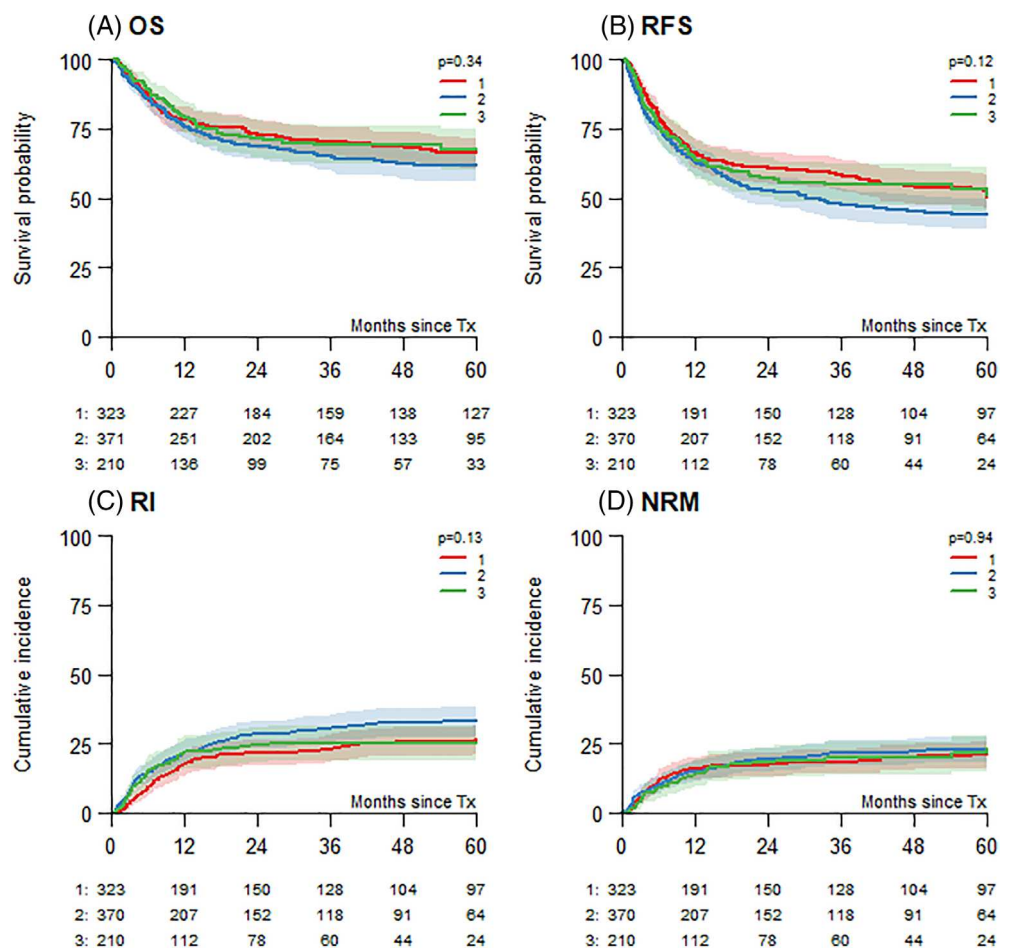 (A) OS
Survival probability
100
75
50
25
0
p=0.34
1
2
3
Months since Tx
0 12 24 36 48 60
1: 323 227 184 159 138 127
2: 371 251 202 164 133 95
3: 210 136 99 75 57 33
(B) RFS
Survival probability
100
75
50
25
0
p=0.12
1
2
3
Months since Tx
0 12 24 36 48 60
1: 323 191 150 128 104 97
2: 370 207 152 118 91 64
3: 210 112 78 60 44 24
(C) RI
Cumulative incidence
100
75
50
25
0
p=0.13
1
2
3
Months since Tx
0 12 24 36 48 60
1: 323 191 150 128 104 97
2: 370 207 152 118 91 64
3: 210 112 78 60 44 24
(D) NRM
Cumulative incidence
100
75
50
25
0
p=0.94
1
2
3
Months since Tx
0 12 24 36 48 60
1: 323 191 150 128 104 97
2: 370 207 152 118 91 64
3: 210 112 78 60 44 24